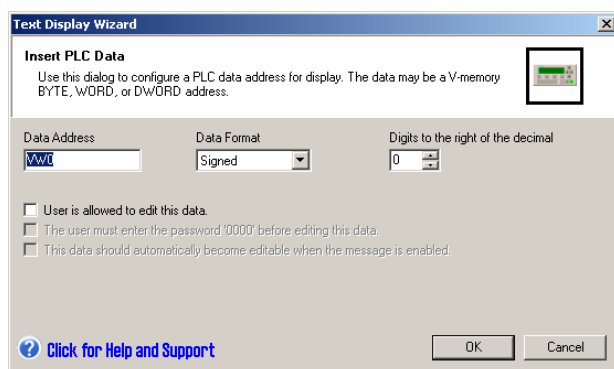 Text Display Wizard
Insert PLC Data
Use this dialog to configure a PLC data address for display. The data may be a V-memory
BYTE, WORD, or DWORD address.
Data Address Data Format Digits to the right of the decimal
VW0 Signed 0
User is allowed to edit this data.
The user must enter the password '0000' before editing this data.
This data should automatically become editable when the message is enabled.
Click for Help and Support OK Cancel